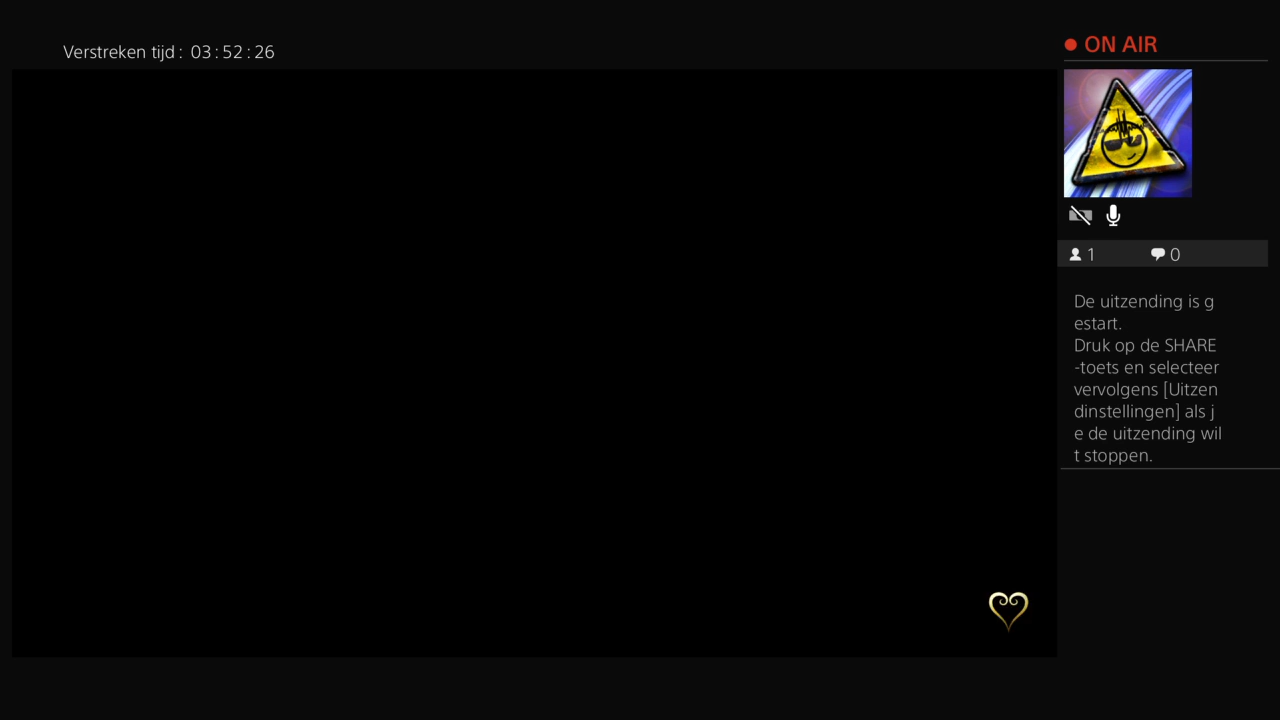 Verstreken tijd : 03 : 52 : 26
ON AIR
1 0
De uitzending is g
estart.
Druk op de SHARE
-toets en selecteer
vervolgens [Uitzen
dinstellingen] als j
e de uitzending wil
t stoppen.